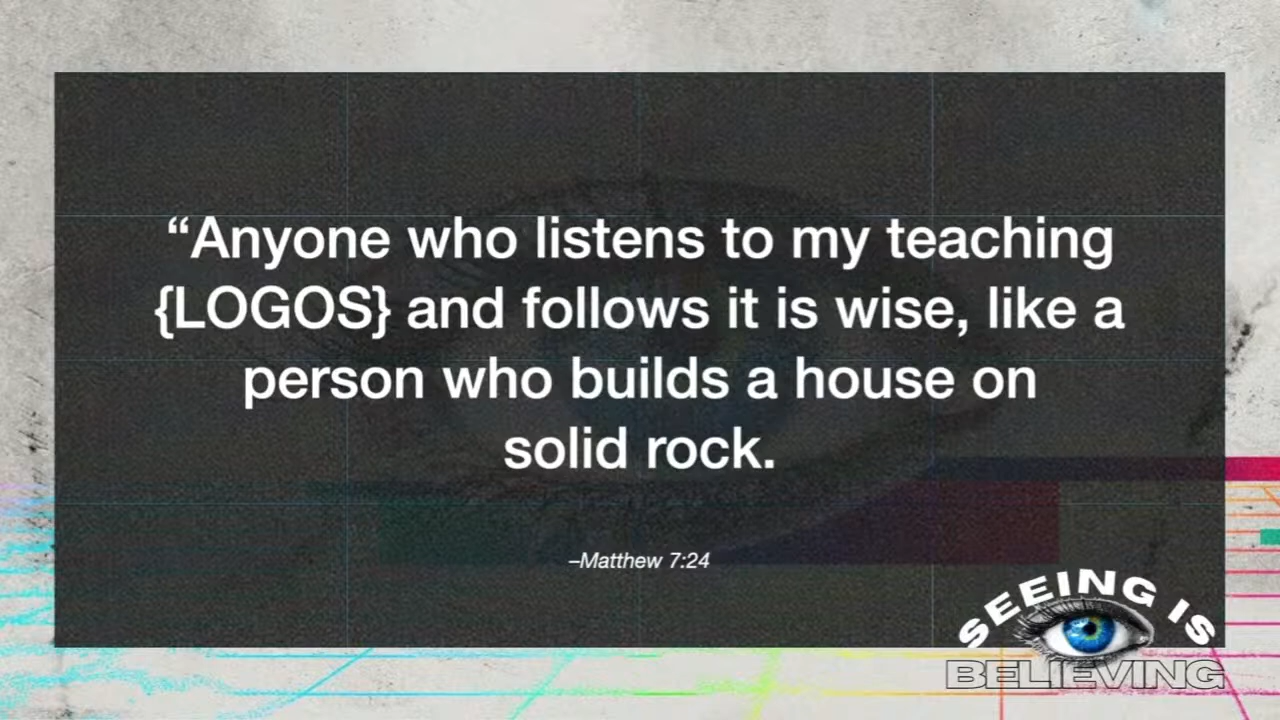 “Anyone who listens to my teaching
{LOGOS} and follows it is wise, like a
person who builds a house on
solid rock.
–Matthew 7:24
SEEING IS
BELIEVING